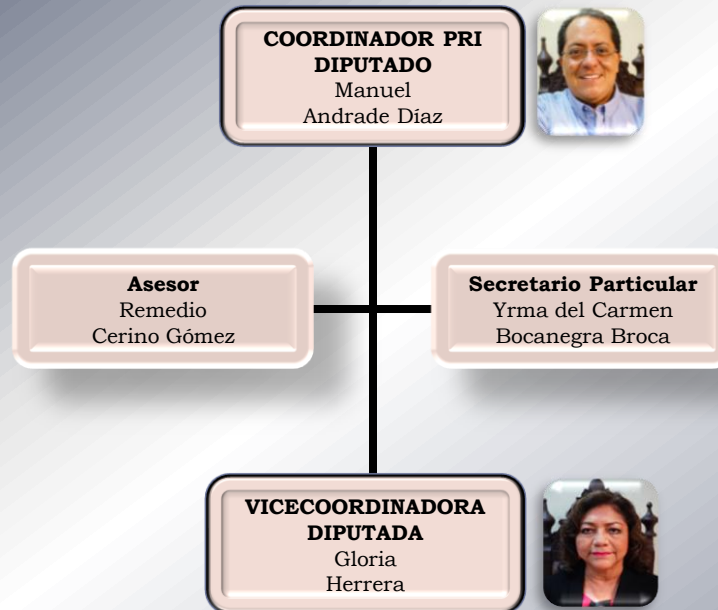 COORDINADOR PRI
DIPUTADO
Manuel
Andrade Díaz
Asesor
Remedio
Cerino Gómez
Secretario Particular
Yrma del Carmen
Bocanegra Broca
VICECOORDINADORA
DIPUTADA
Gloria
Herrera